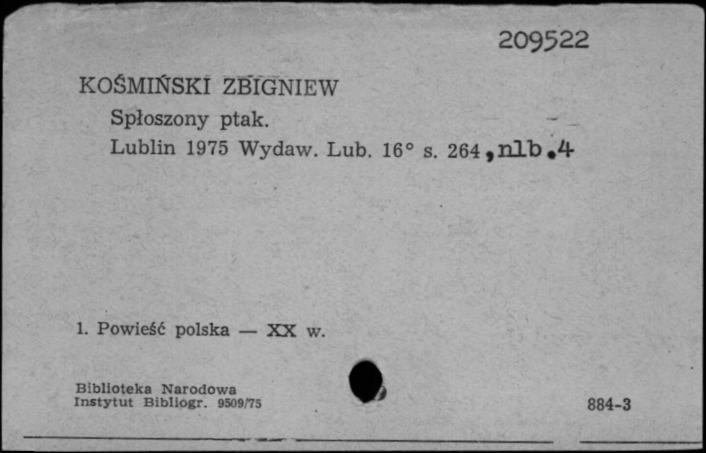 209522
KOŚMIŃSKI ZBIGNIEW
Spłoszony ptak.
Lublin 1975 Wydaw. Lub. 16° s. 264, nlb. 4
1. Powieść polska — XX w.
Biblioteka Narodowa
Instytut Bibliogr. 9509/75
884-3